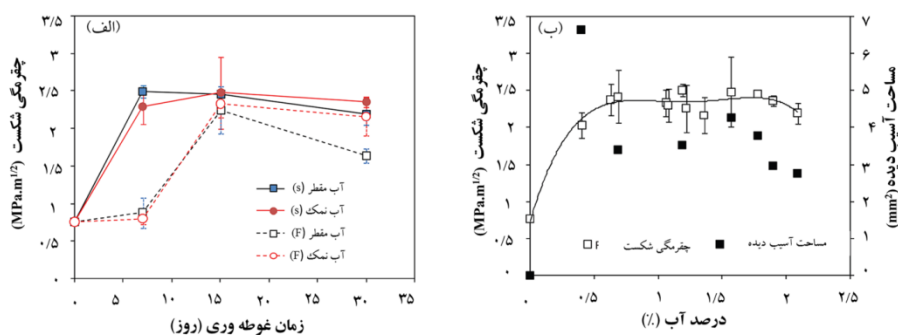 (الف)
چقرمگی شکست (MPa.m1/2)
۳/۵
۳
۲/۵
۲
۱/۵
۱
۰/۵
۰
۰ ۵ ۱۰ ۱۵ ۲۰ ۲۵ ۳۰ ۳۵
زمان غوطه وری (روز)
آب مقطر (s)
آب نمک (s)
آب مقطر (F)
آب نمک (F)
(ب)
چقرمگی شکست (MPa.m1/2)
۳/۵
۳
۲/۵
۲
۱/۵
۱
۰/۵
۰
۰ ۰/۵ ۱ ۱/۵ ۲ ۲/۵
درصد آب (%)
چقرمگی شکست
مساحت آسیب دیده
۷
۶
۵
۴
۳
۲
۱
۰
مساحت آسیب دیده (mm2)